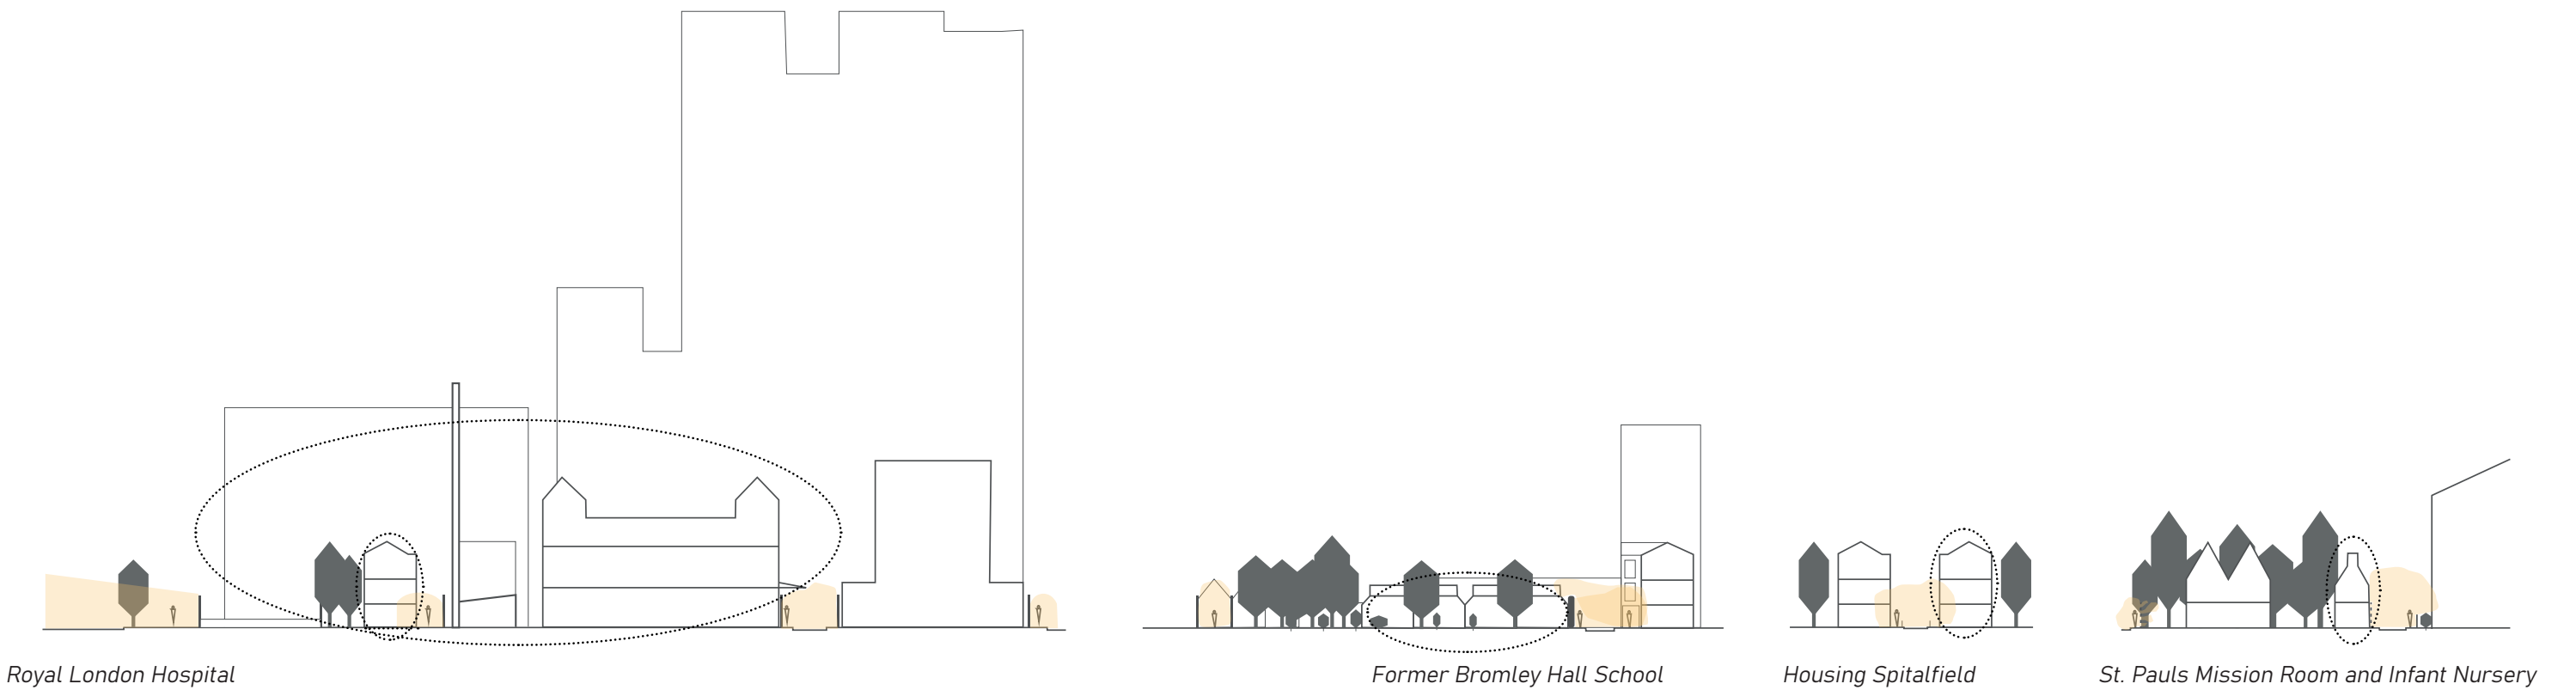 Royal London Hospital
Former Bromley Hall School
Housing Spitalfield
St. Pauls Mission Room and Infant Nursery